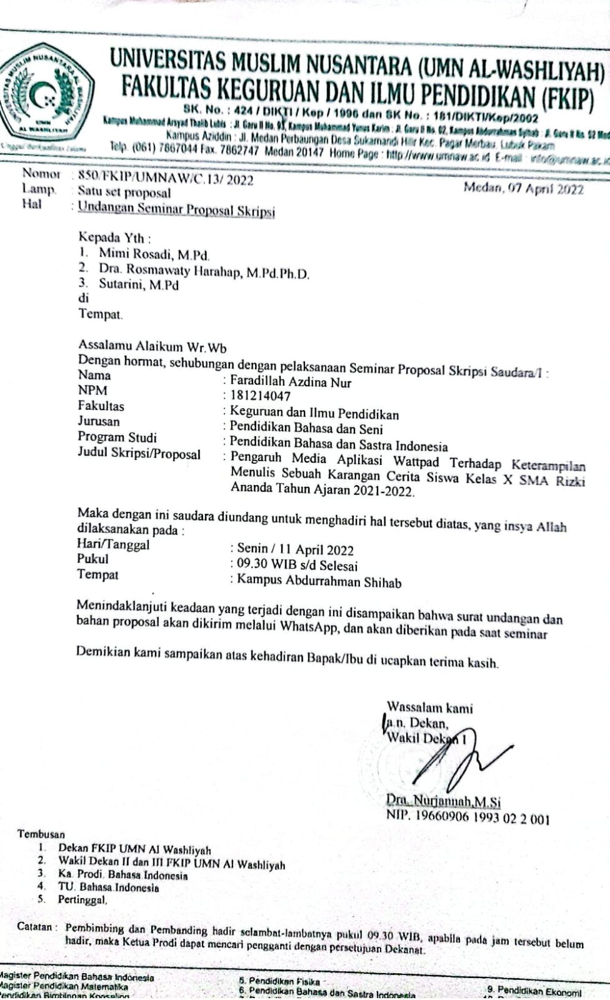 UNIVERSITAS MUSLIM NUSANTARA (UMN AL-WASHLIYAH)
FAKULTAS KEGURUAN DAN ILMU PENDIDIKAN (FKIP)
SK. No. : 424 / DIKTI / Kep / 1996 dan SK No. : 181/DIKTI/Kep/2002
Kampus Muhammad Arsyad Thalib Lubis : Jl. Garu II No. 93, Kampus Muhammad Yunus Karim : Jl. Garu II No. 02, Kampus Abdurrahman Syihab : Jl. Garu II No. 52 Med
Kampus Aziddin : Jl. Medan Perbaungan Desa Sukamandi Hilir Kec. Pagar Merbau, Lubuk Pakam
Telp. (061) 7867044 Fax. 7862747 Medan 20147 Home Page : http://www.umnaw.ac.id E-mail : info@umnaw.ac.id
UNIVERSITAS MUSLIM NUSANTARA
UMN
AL WASHLIYAH
Nomor : 850/FKIP/UMNAW/C.13/ 2022
Medan, 07 April 2022
Lamp. : Satu set proposal
Hal : Undangan Seminar Proposal Skripsi
Kepada Yth :
1. Mimi Rosadi, M.Pd.
2. Dra. Rosmawaty Harahap, M.Pd.Ph.D.
3. Sutarini, M.Pd
di
Tempat.
Assalamu Alaikum Wr.Wb
Dengan hormat, sehubungan dengan pelaksanaan Seminar Proposal Skripsi Saudara/I :
Nama : Faradillah Azdina Nur
NPM : 181214047
Fakultas : Keguruan dan Ilmu Pendidikan
Jurusan : Pendidikan Bahasa dan Seni
Program Studi : Pendidikan Bahasa dan Sastra Indonesia
Judul Skripsi/Proposal : Pengaruh Media Aplikasi Wattpad Terhadap Keterampilan
Menulis Sebuah Karangan Cerita Siswa Kelas X SMA Rizki
Ananda Tahun Ajaran 2021-2022.
Maka dengan ini saudara diundang untuk menghadiri hal tersebut diatas, yang insya Allah
dilaksanakan pada :
Hari/Tanggal : Senin / 11 April 2022
Pukul : 09.30 WIB s/d Selesai
Tempat : Kampus Abdurrahman Shihab
Menindaklanjuti keadaan yang terjadi dengan ini disampaikan bahwa surat undangan dan
bahan proposal akan dikirim melalui WhatsApp, dan akan diberikan pada saat seminar
Demikian kami sampaikan atas kehadiran Bapak/Ibu di ucapkan terima kasih.
Wassalam kami
a.n. Dekan,
Wakil Dekan I
Dra. Nurjannah,M.Si
NIP. 19660906 1993 02 2 001
Tembusan
1. Dekan FKIP UMN Al Washliyah
2. Wakil Dekan II dan III FKIP UMN Al Washliyah
3. Ka. Prodi. Bahasa.Indonesia
4. TU. Bahasa.Indonesia
5. Pertinggal,
Catatan : Pembimbing dan Pembanding hadir selambat-lambatnya pukul 09.30 WIB, apabila pada jam tersebut belum
hadir, maka Ketua Prodi dapat mencari pengganti dengan persetujuan Dekanat.
Magister Pendidikan Bahasa Indonesia
Magister Pendidikan Matematika
Pendidikan Bimbingan Konseling
5. Pendidikan Fisika
6. Pendidikan Bahasa dan Sastra Indonesia
9. Pendidikan Ekonomi